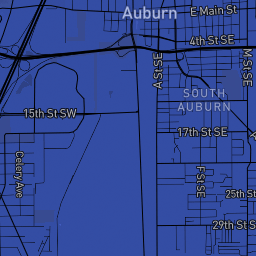 Auburn
E Main St
4th St SE
A St SE
M St SE
SOUTH
AUBURN
15th St SW
17th St SE
Celery Ave
F St SE
25th St
29th St S